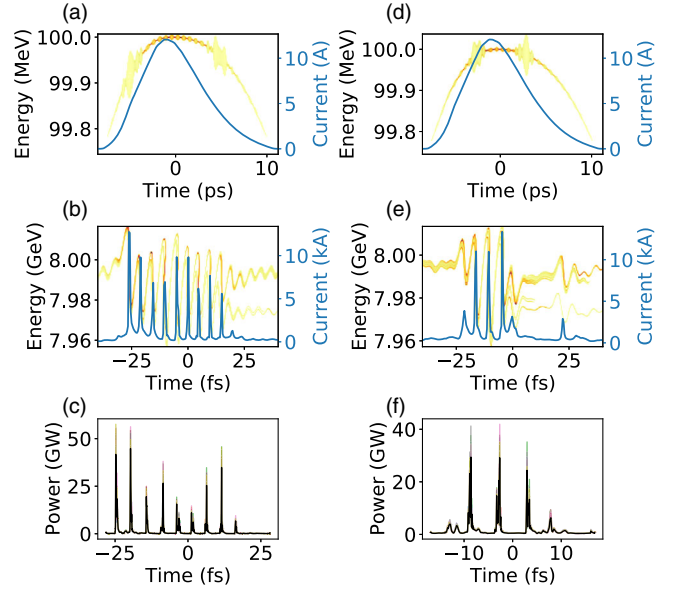 (a)
100.0
99.9
99.8
Energy (MeV)
10
5
0
Current (A)
0
10
Time (ps)
(d)
100.0
99.9
99.8
Energy (MeV)
10
5
0
Current (A)
0
10
Time (ps)
(b)
8.00
7.98
7.96
Energy (GeV)
10
5
0
Current (kA)
−25
0
25
Time (fs)
(e)
8.00
7.98
7.96
Energy (GeV)
10
5
0
Current (kA)
−25
0
25
Time (fs)
(c)
50
25
0
Power (GW)
−25
0
25
Time (fs)
(f)
40
20
0
Power (GW)
−10
0
10
Time (fs)